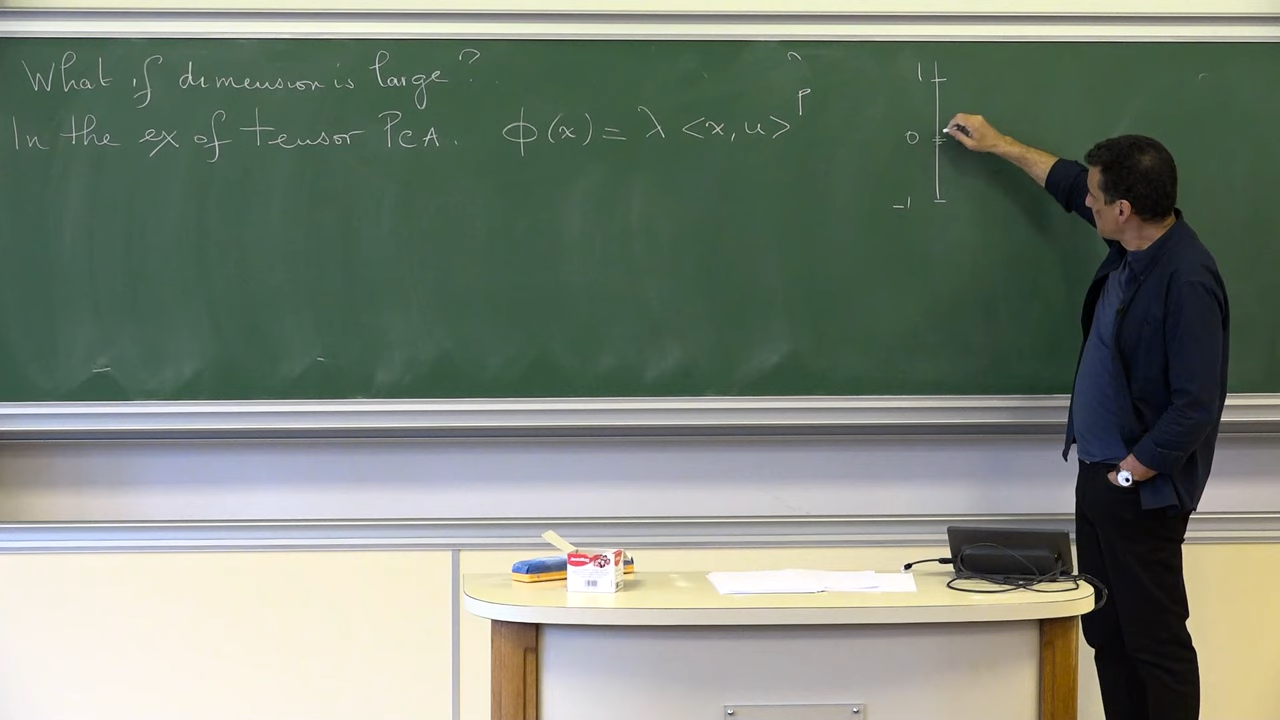 What if dimension is large?
In the ex of tensor PCA. ϕ(x) = λ <x, u>^p
1
0
-1